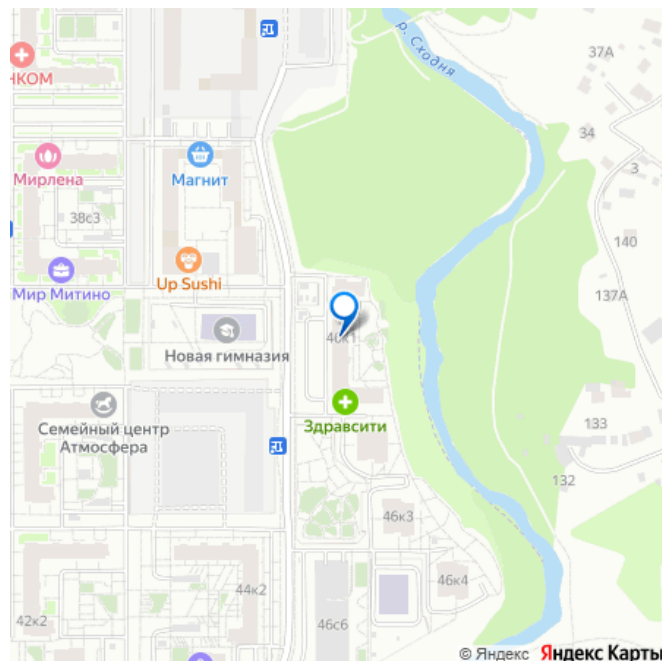 р. Сходня
37А
НКОМ
34
Мирлена
Магнит
3
38с3
140
Up Sushi
Мир Митино
137А
40к1
Новая гимназия
Здравсити
Семейный центр
Атмосфера
133
132
46к3
46к4
44к2
42к2
46с6
© Яндекс Яндекс Карты